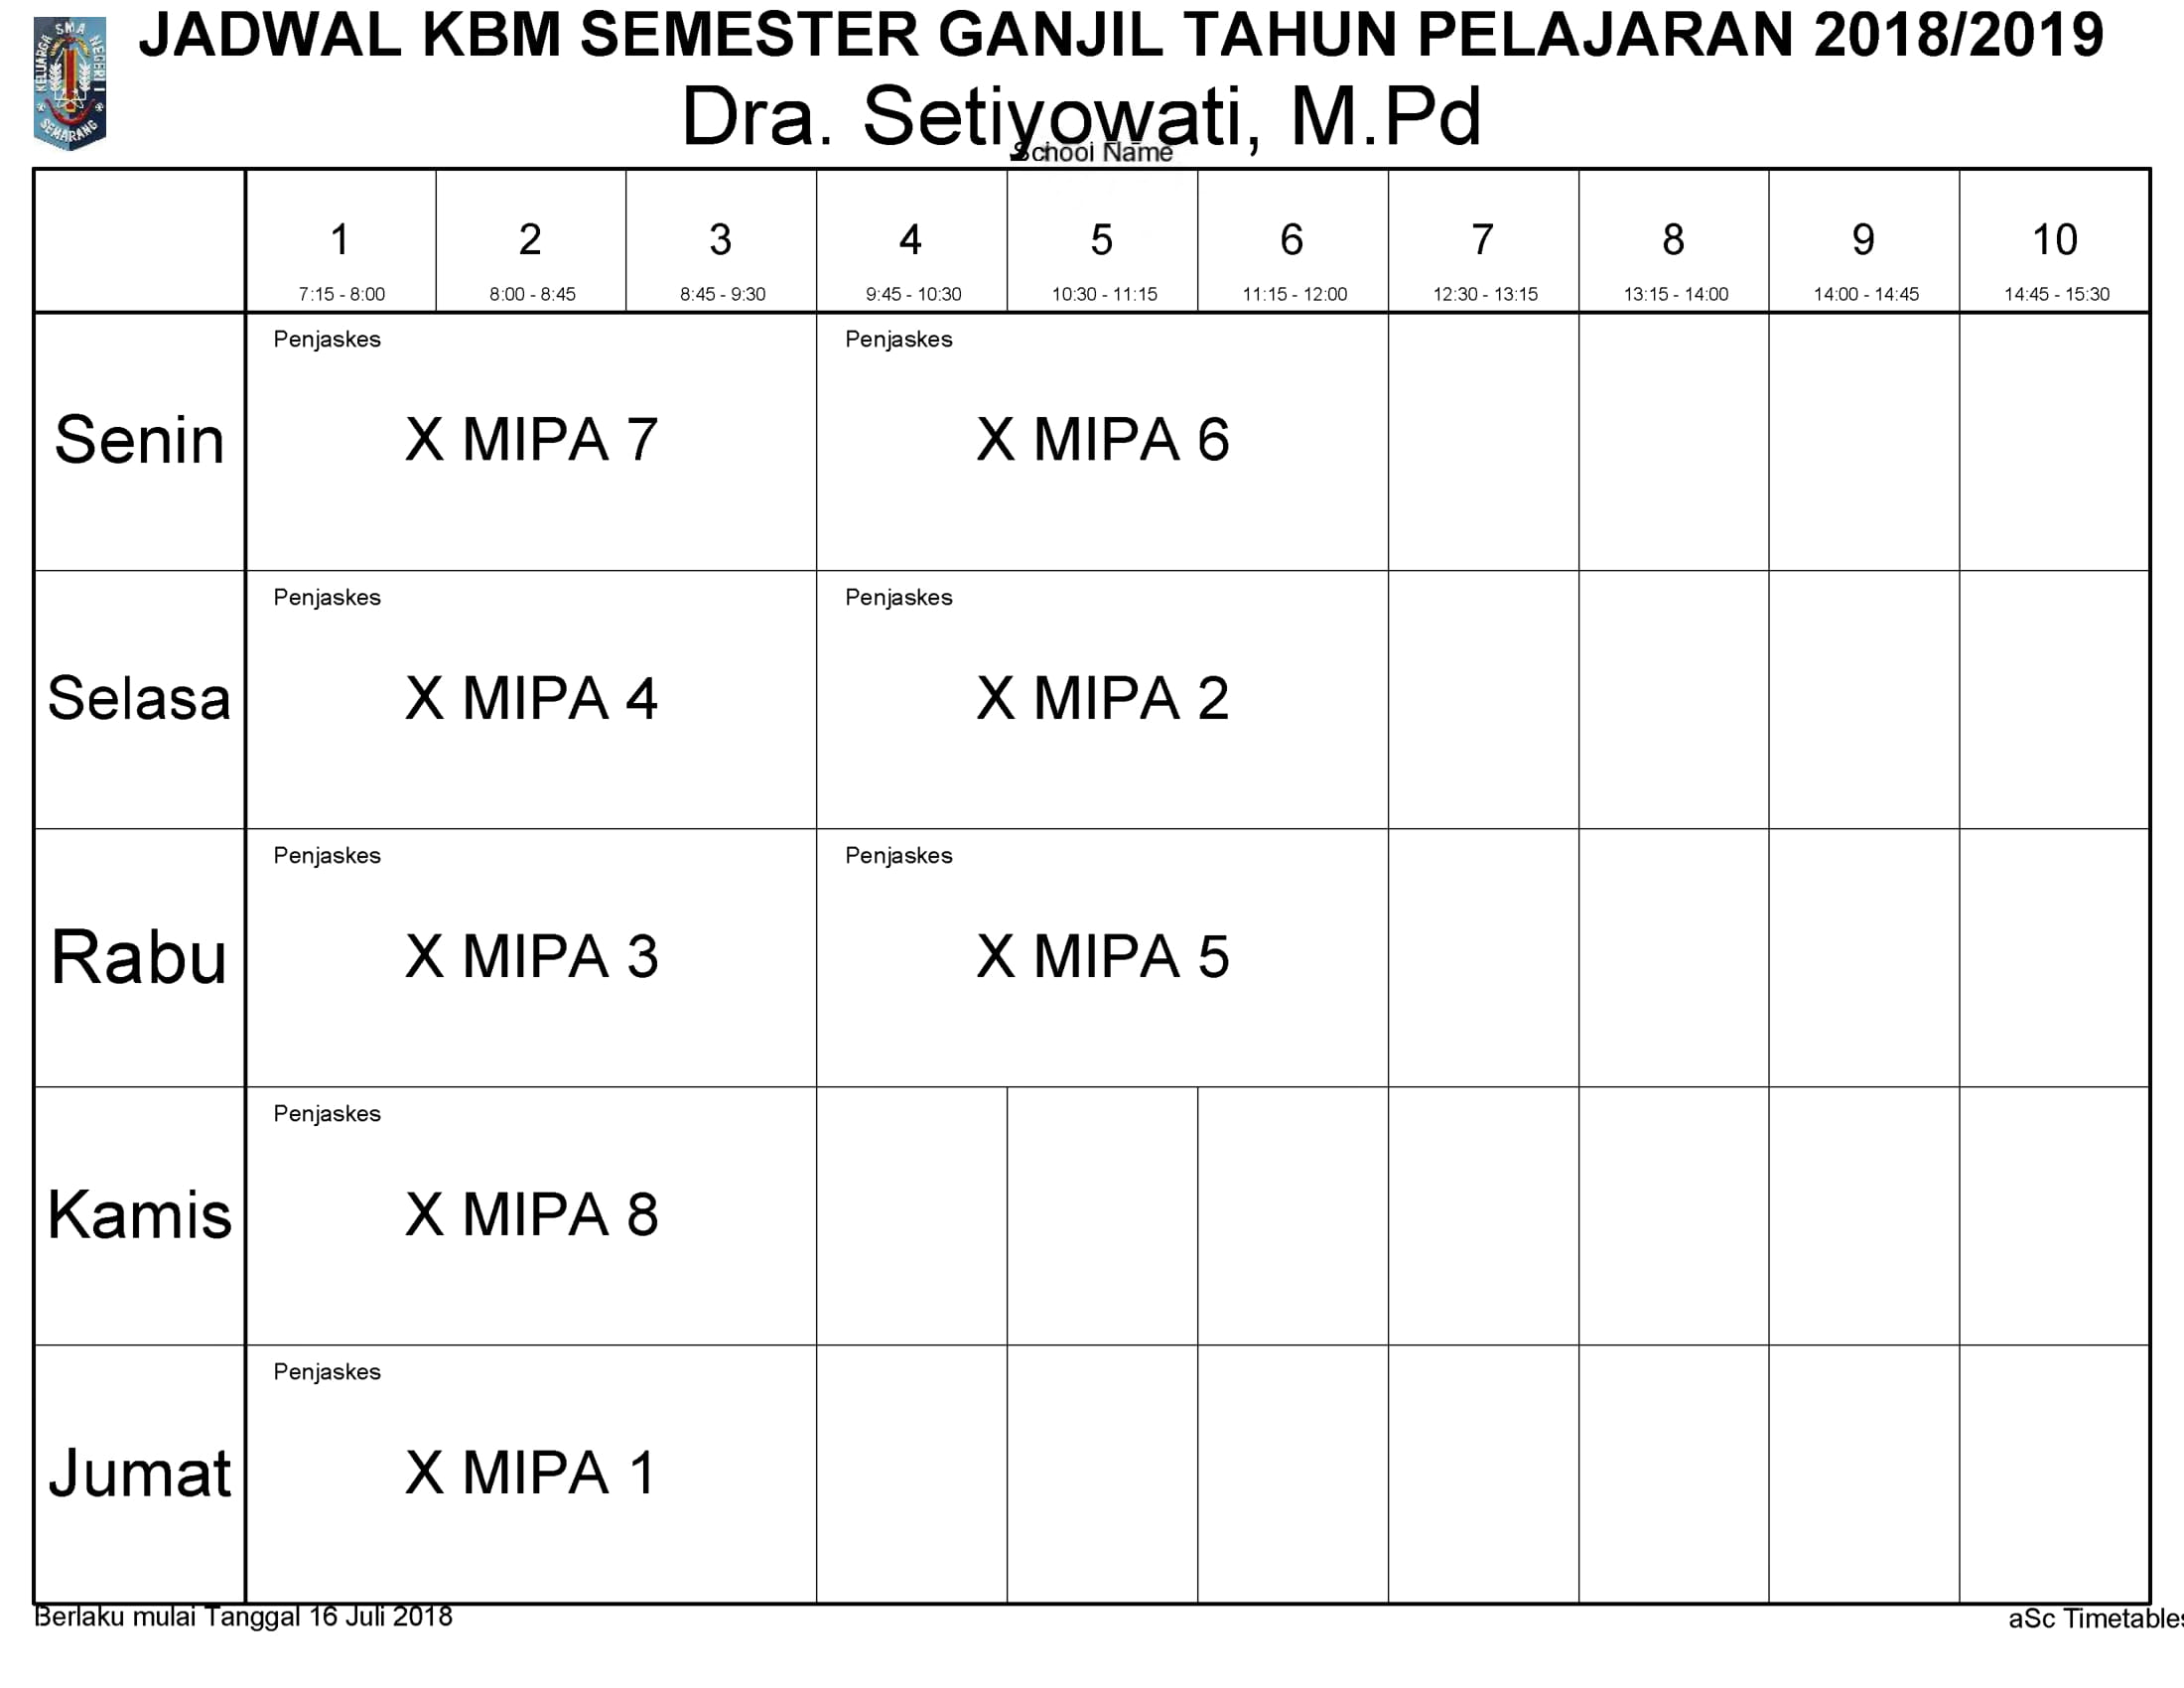 KELUARGA SMA NEGERI 1
SEMARANG
JADWAL KBM SEMESTER GANJIL TAHUN PELAJARAN 2018/2019
Dra. Setiyowati, M.Pd
School Name
1 2 3 4 5 6 7 8 9 10
7:15 - 8:00 8:00 - 8:45 8:45 - 9:30 9:45 - 10:30 10:30 - 11:15 11:15 - 12:00 12:30 - 13:15 13:15 - 14:00 14:00 - 14:45 14:45 - 15:30
Penjaskes Penjaskes
Senin X MIPA 7 X MIPA 6
Penjaskes Penjaskes
Selasa X MIPA 4 X MIPA 2
Penjaskes Penjaskes
Rabu X MIPA 3 X MIPA 5
Penjaskes
Kamis X MIPA 8
Penjaskes
Jumat X MIPA 1
Berlaku mulai Tanggal 16 Juli 2018 aSc Timetables